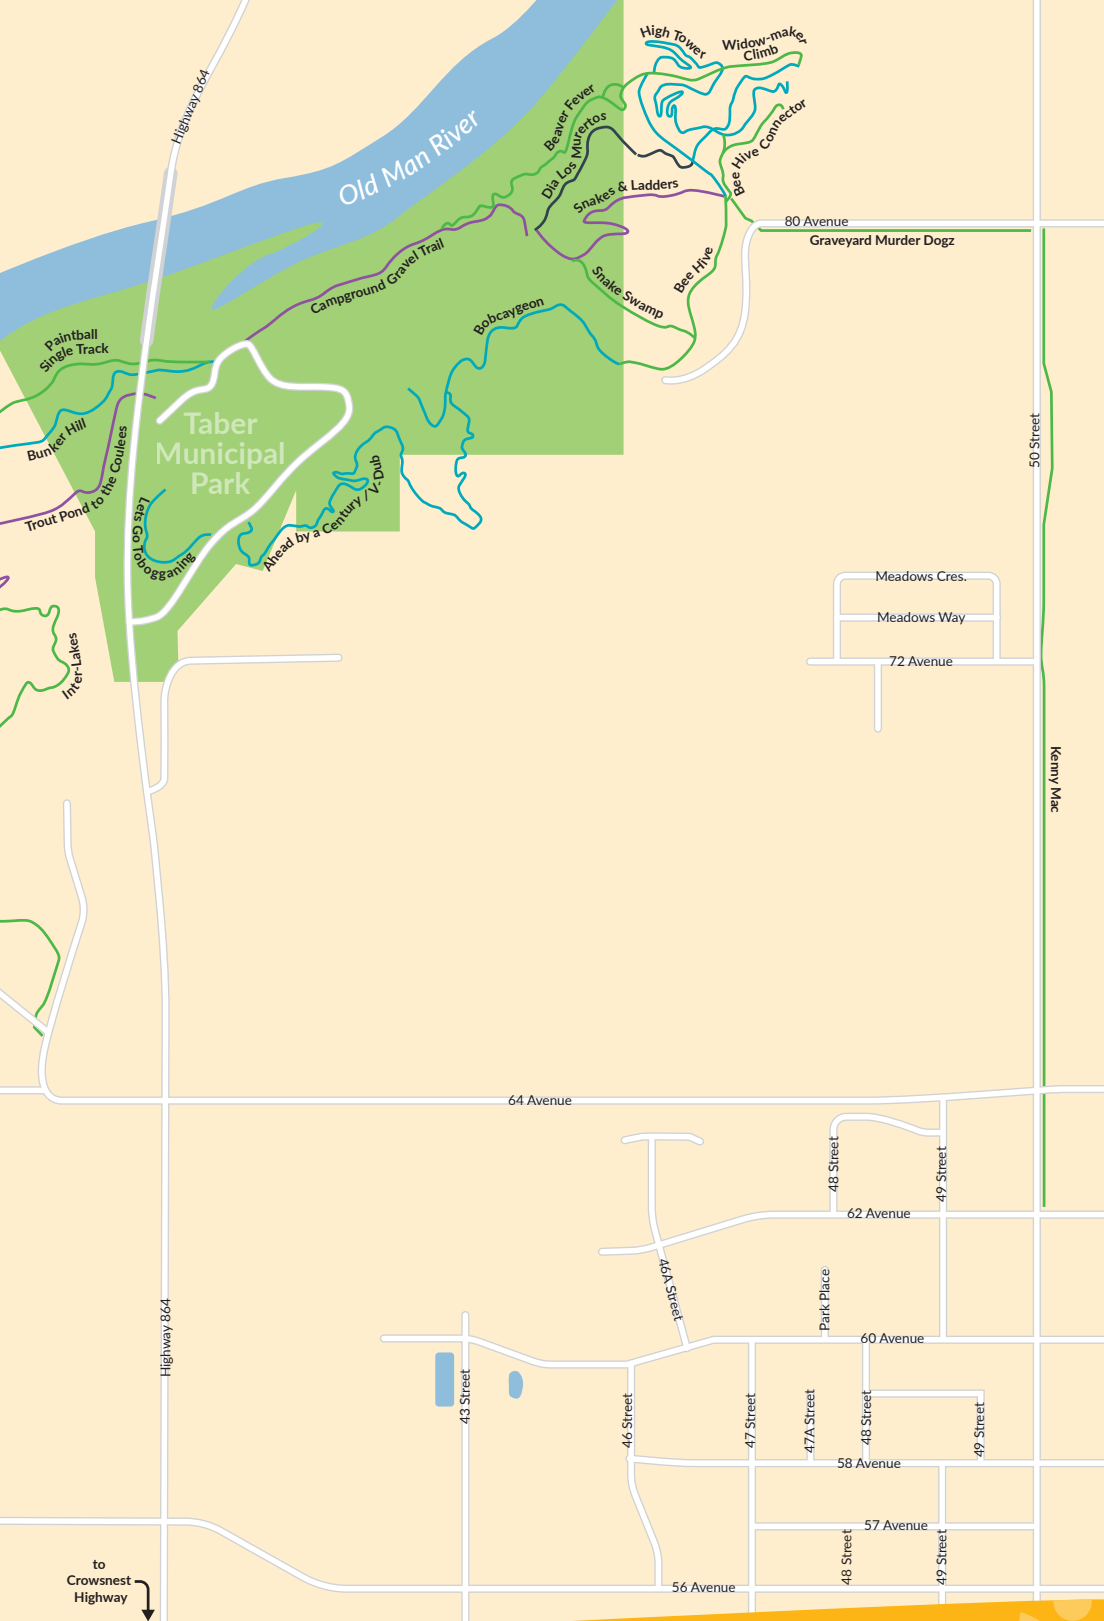 High Tower
Widow-maker
Climb
Highway 864
Beaver Fever
Old Man River
Dia Los Murertos
Bee Hive Connector
Snakes & Ladders
80 Avenue
Graveyard Murder Dogz
Campground Gravel Trail
Bee Hive
Snake Swamp
Bobcaygeon
Paintball
Single Track
Taber
Municipal
Park
Bunker Hill
50 Street
Trout Pond to the Coulees
V-Dub
Ahead by a Century /
Lets Go Tobogganing
Meadows Cres.
Meadows Way
72 Avenue
Inter-Lakes
Kenny Mac
64 Avenue
48 Street
49 Street
62 Avenue
46A Street
Park Place
Highway 864
60 Avenue
43 Street
46 Street
47 Street
47A Street
48 Street
49 Street
58 Avenue
57 Avenue
48 Street
49 Street
to
Crowsnest
Highway
56 Avenue